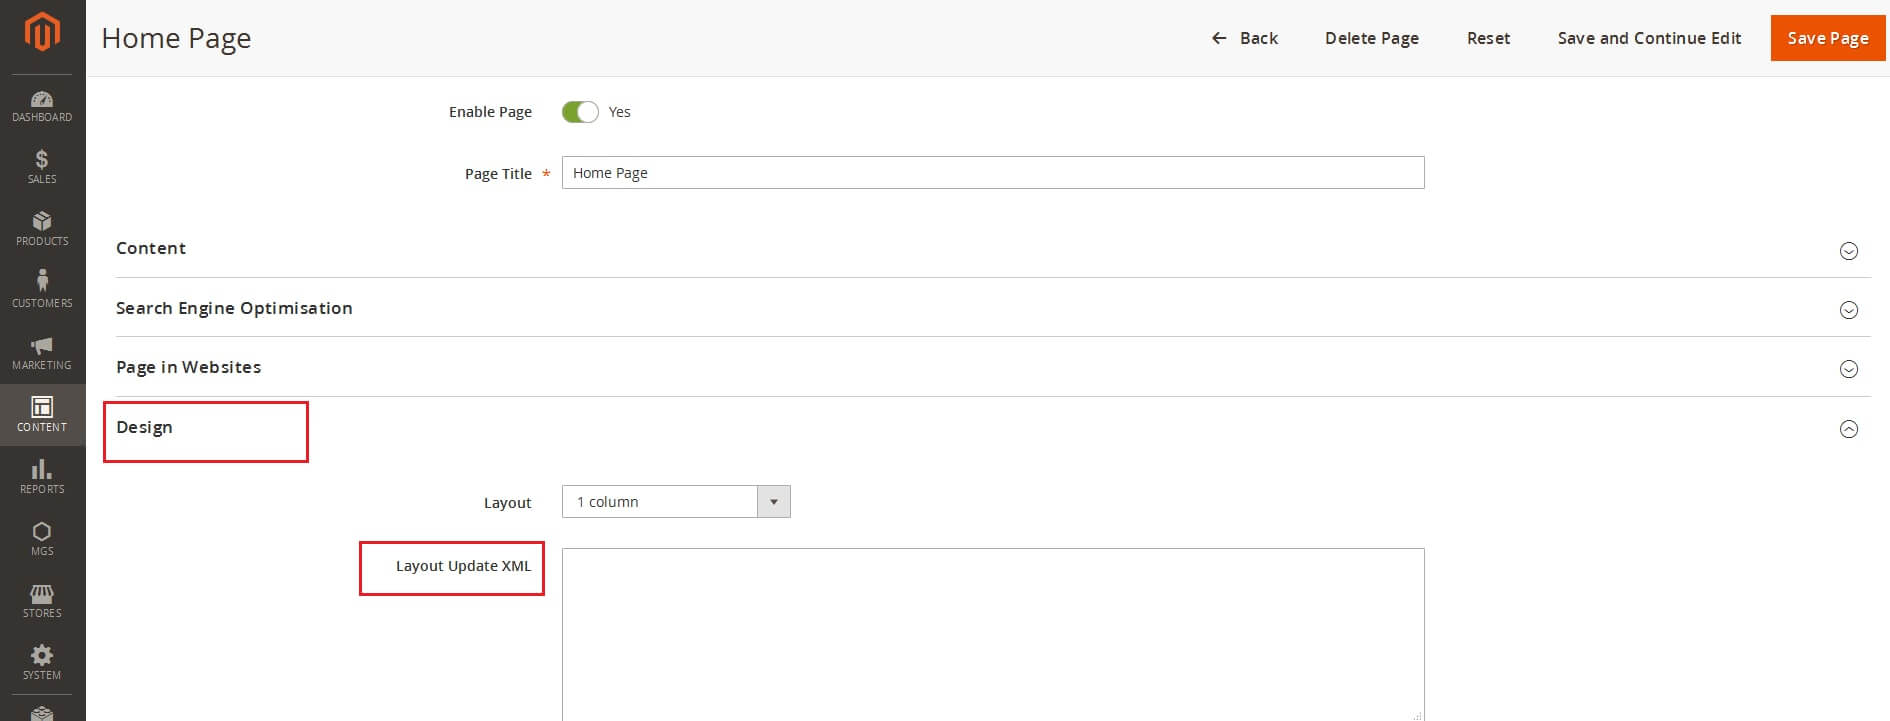 Home Page
Back
Delete Page
Reset
Save and Continue Edit
Save Page
DASHBOARD
SALES
PRODUCTS
CUSTOMERS
MARKETING
CONTENT
REPORTS
MGS
STORES
SYSTEM
Enable Page
Yes
Page Title *
Home Page
Content
Search Engine Optimisation
Page in Websites
Design
Layout
1 column
Layout Update XML